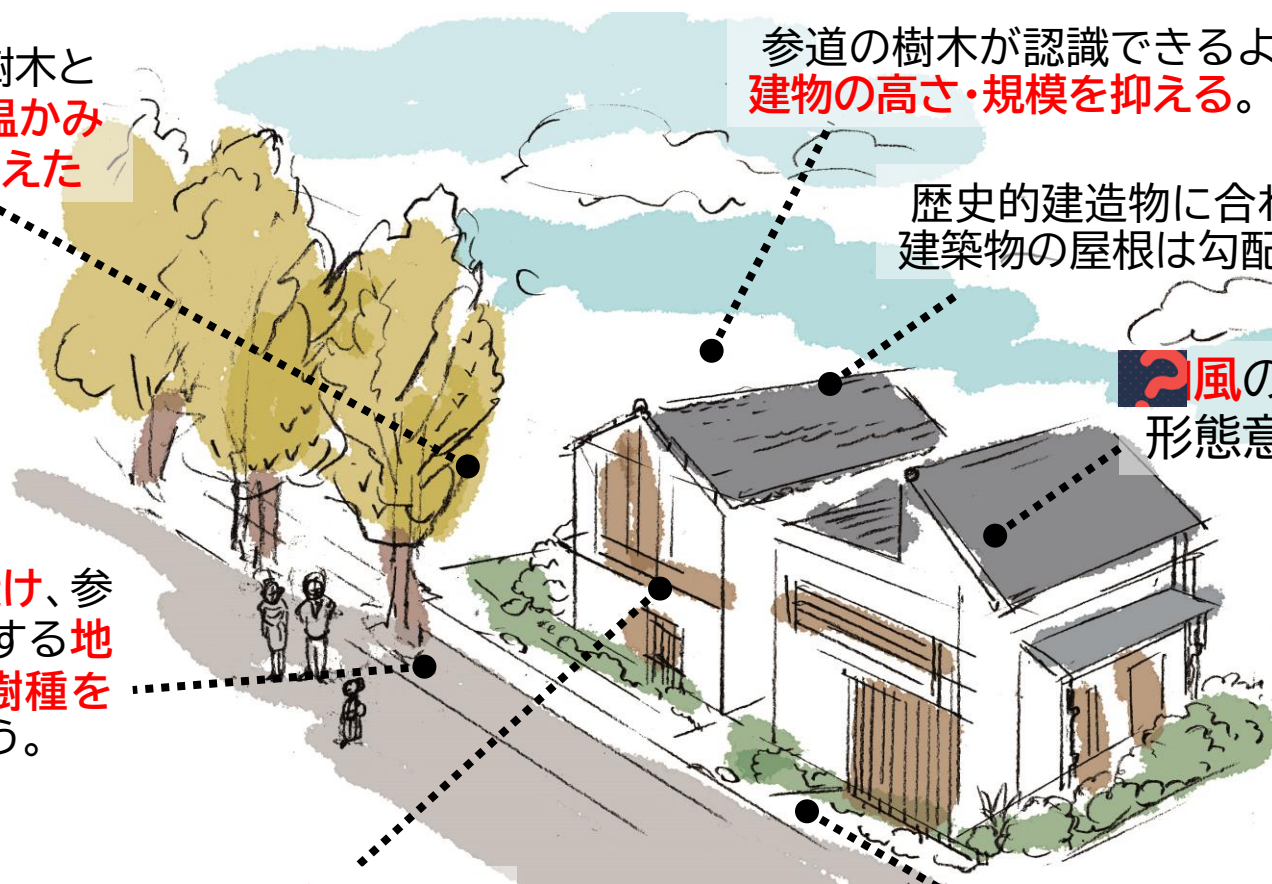 樹木と
温かみ
えた
参道の樹木が認識できるよ
建物の高さ・規模を抑える。
歴史的建造物に合わ
建築物の屋根は勾配
風の
形態意
け、参
する地
樹種を
う。